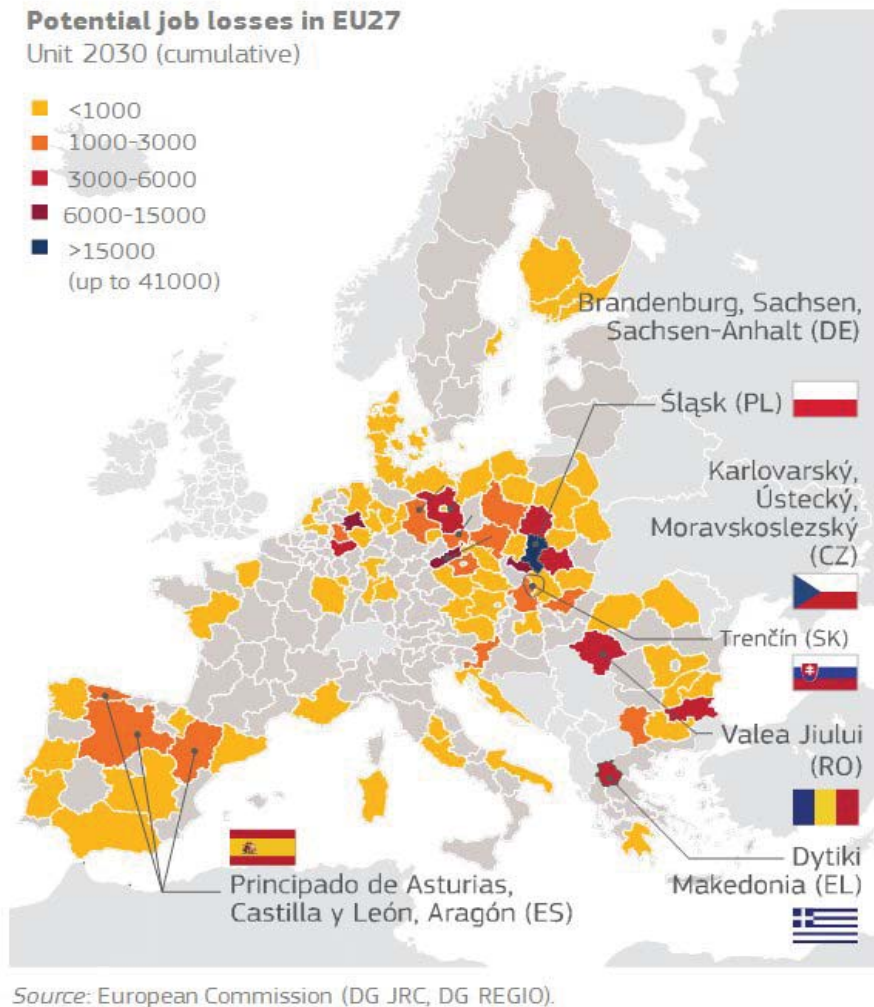 Potential job losses in EU27
Unit 2030 (cumulative)
<1000
1000-3000
3000-6000
6000-15000
>15000
(up to 41000)
Brandenburg, Sachsen,
Sachsen-Anhalt (DE)
Śląsk (PL)
Karlovarský,
Ústecký,
Moravskoslezský
(CZ)
Trenčín (SK)
Valea Jiului
(RO)
Dytiki
Makedonia (EL)
Principado de Asturias,
Castilla y León, Aragón (ES)
Source: European Commission (DG JRC, DG REGIO).